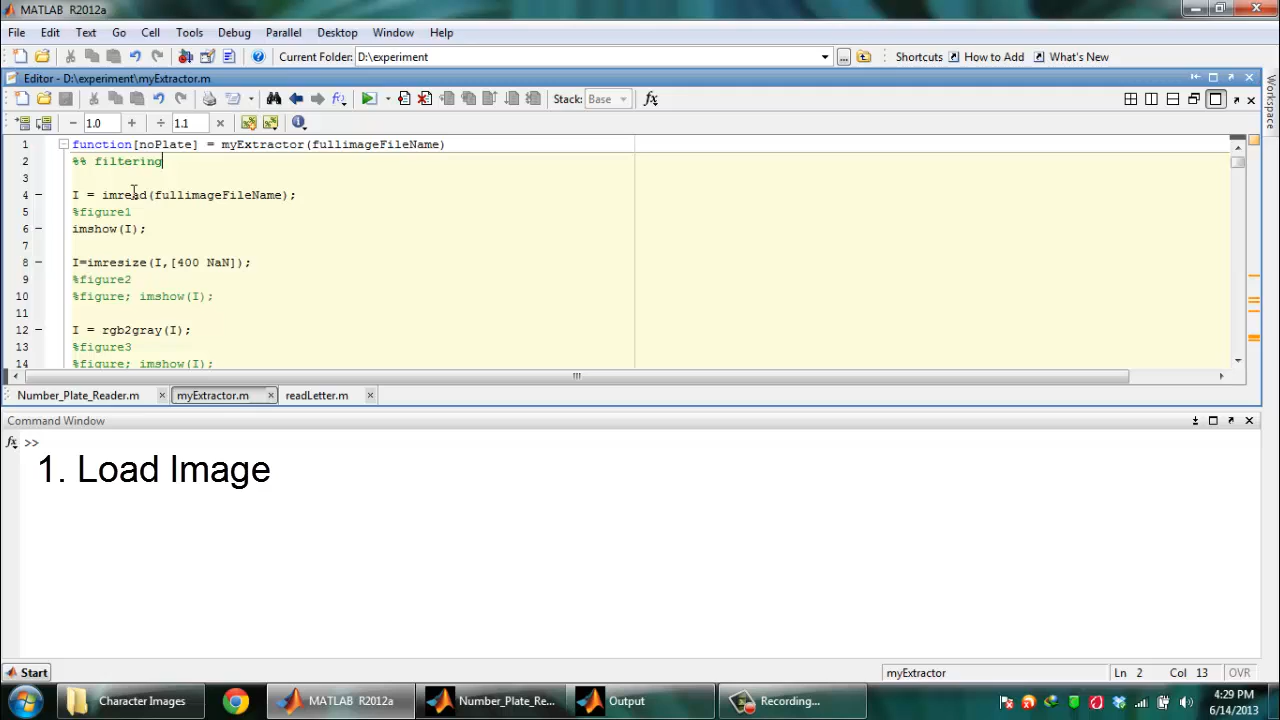 MATLAB R2012a
File Edit Text Go Cell Tools Debug Parallel Desktop Window Help
Current Folder: D:\experiment ... Shortcuts How to Add What's New
Editor - D:\experiment\myExtractor.m
Stack: Base fx
− 1.0 + ÷ 1.1 ×
Workspace
1 function[noPlate] = myExtractor(fullimageFileName)
2 %% filtering
3
4 – I = imread(fullimageFileName);
5 %figure1
6 – imshow(I);
7
8 – I=imresize(I,[400 NaN]);
9 %figure2
10 %figure; imshow(I);
11
12 – I = rgb2gray(I);
13 %figure3
14 %figure; imshow(I);
Number_Plate_Reader.m × myExtractor.m × readLetter.m ×
Command Window
fx >>
1. Load Image
Start myExtractor Ln 2 Col 13 OVR
Character Images MATLAB R2012a Number_Plate_Re... Output Recording... 4:29 PM
6/14/2013